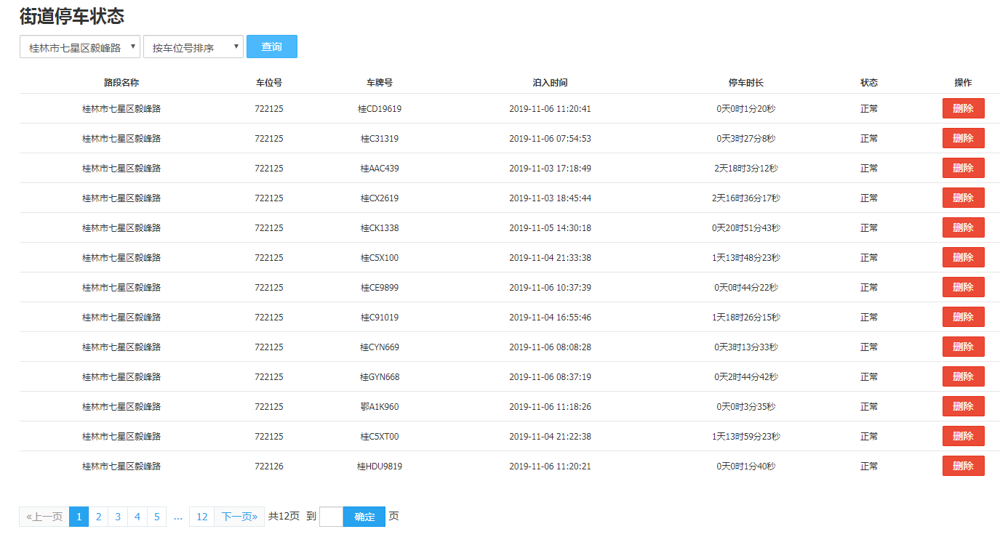 街道停车状态
桂林市七星区毅峰路 按车位号排序 查询
路段名称 车位号 车牌号 泊入时间 停车时长 状态 操作
桂林市七星区毅峰路 722125 桂CD19619 2019-11-06 11:20:41 0天0时1分20秒 正常 删除
桂林市七星区毅峰路 722125 桂C31319 2019-11-06 07:54:53 0天3时27分8秒 正常 删除
桂林市七星区毅峰路 722125 桂AAC439 2019-11-03 17:18:49 2天18时3分12秒 正常 删除
桂林市七星区毅峰路 722125 桂CX2619 2019-11-03 18:45:44 2天16时36分17秒 正常 删除
桂林市七星区毅峰路 722125 桂CK1338 2019-11-05 14:30:18 0天20时51分43秒 正常 删除
桂林市七星区毅峰路 722125 桂C5X100 2019-11-04 21:33:38 1天13时48分23秒 正常 删除
桂林市七星区毅峰路 722125 桂CE9899 2019-11-06 10:37:39 0天0时44分22秒 正常 删除
桂林市七星区毅峰路 722125 桂C91019 2019-11-04 16:55:46 1天18时26分15秒 正常 删除
桂林市七星区毅峰路 722125 桂CYN669 2019-11-06 08:08:28 0天3时13分33秒 正常 删除
桂林市七星区毅峰路 722125 桂GYN668 2019-11-06 08:37:19 0天2时44分42秒 正常 删除
桂林市七星区毅峰路 722125 鄂A1K960 2019-11-06 11:18:26 0天0时3分35秒 正常 删除
桂林市七星区毅峰路 722125 桂C5XT00 2019-11-04 21:22:38 1天13时59分23秒 正常 删除
桂林市七星区毅峰路 722126 桂HDU9819 2019-11-06 11:20:21 0天0时1分40秒 正常 删除
«上一页 1 2 3 4 5 ... 12 下一页» 共12页 到 确定 页